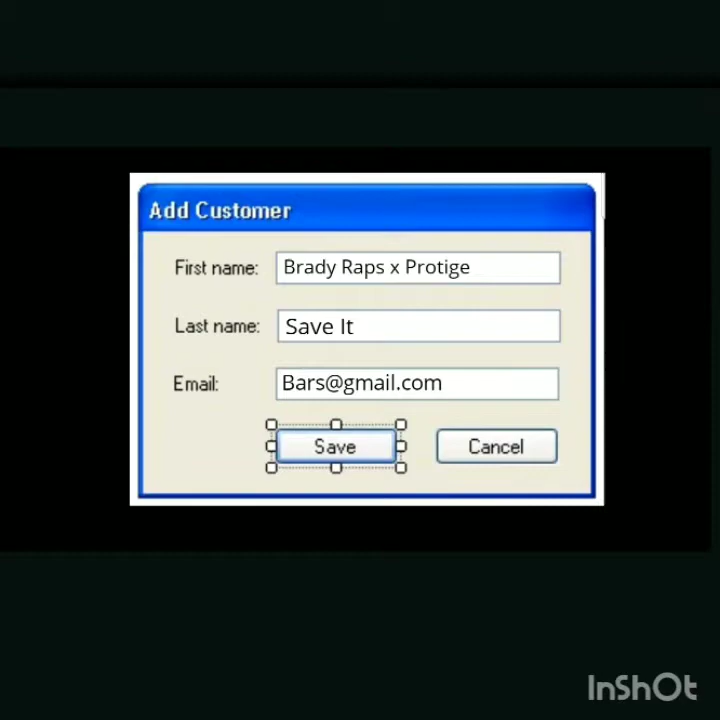 Add Customer
First name: Brady Raps x Protige
Last name: Save It
Email: Bars@gmail.com
Save Cancel
InShOt